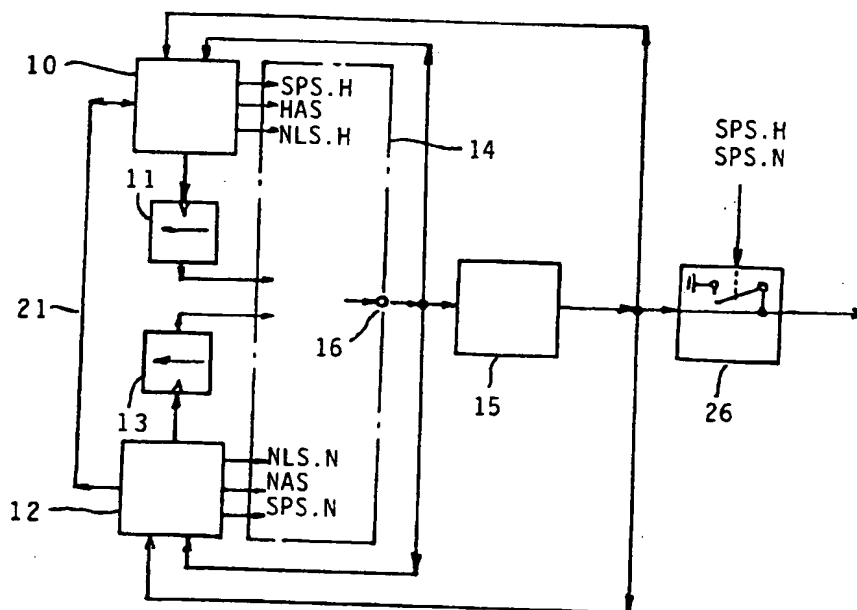 10
SPS.H
HAS
NLS.H
14
SPS.H
SPS.N
11
21
16
15
26
13
NLS.N
NAS
SPS.N
12